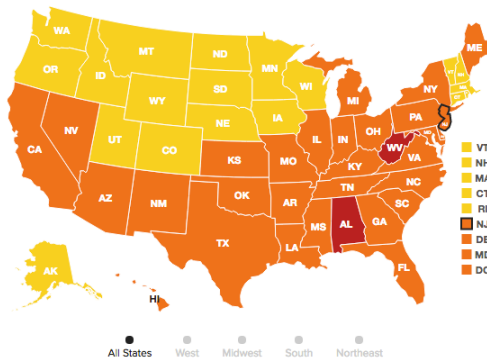 WA
ME
MT
ND
MN
OR
ID
SD
WI
NY
WY
MI
IA
PA
NE
NV
OH
IL
IN
UT
CO
WV
VA
CA
KS
MO
KY
NC
TN
AZ
NM
OK
AR
SC
MS
AL
GA
TX
LA
FL
AK
HI
VT
NH
MA
CT
RI
NJ
DE
MD
DC
All States
West
Midwest
South
Northeast